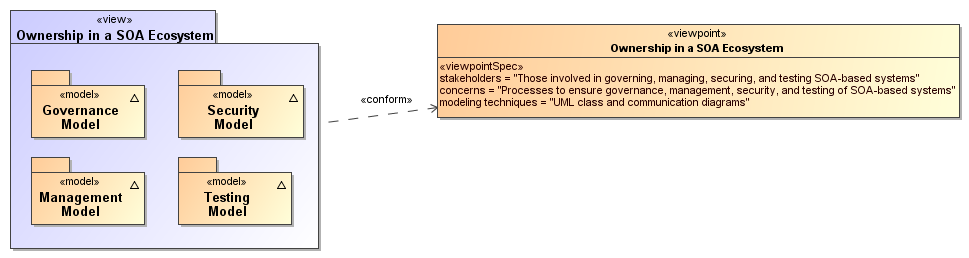 «view»
Ownership in a SOA Ecosystem
«model»
Governance
Model
«model»
Security
Model
«model»
Management
Model
«model»
Testing
Model
«conform»
«viewpoint»
Ownership in a SOA Ecosystem
«viewpointSpec»
stakeholders = "Those involved in governing, managing, securing, and testing SOA-based systems"
concerns = "Processes to ensure governance, management, security, and testing of SOA-based systems"
modeling techniques = "UML class and communication diagrams"